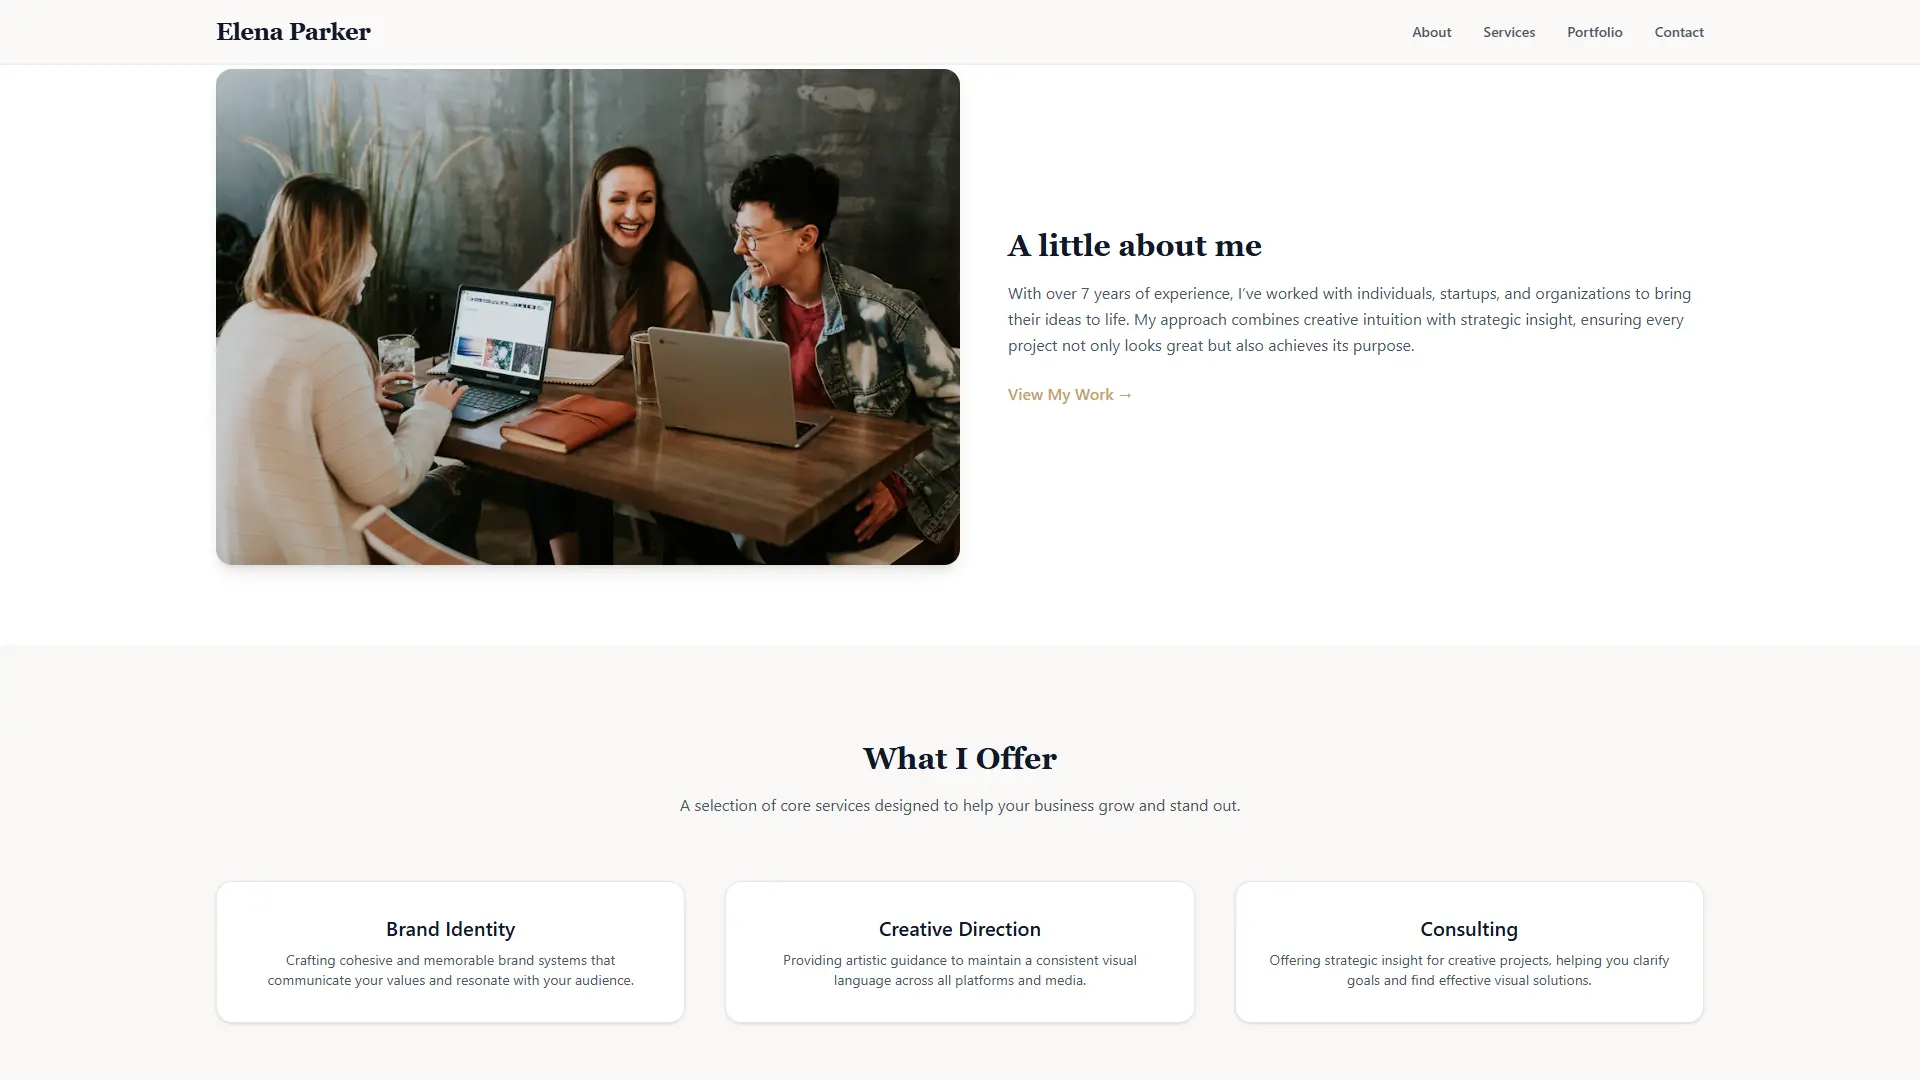 Elena Parker
About
Services
Portfolio
Contact
A little about me
With over 7 years of experience, I’ve worked with individuals, startups, and organizations to bring
their ideas to life. My approach combines creative intuition with strategic insight, ensuring every
project not only looks great but also achieves its purpose.
View My Work →
What I Offer
A selection of core services designed to help your business grow and stand out.
Brand Identity
Crafting cohesive and memorable brand systems that
communicate your values and resonate with your audience.
Creative Direction
Providing artistic guidance to maintain a consistent visual
language across all platforms and media.
Consulting
Offering strategic insight for creative projects, helping you clarify
goals and find effective visual solutions.